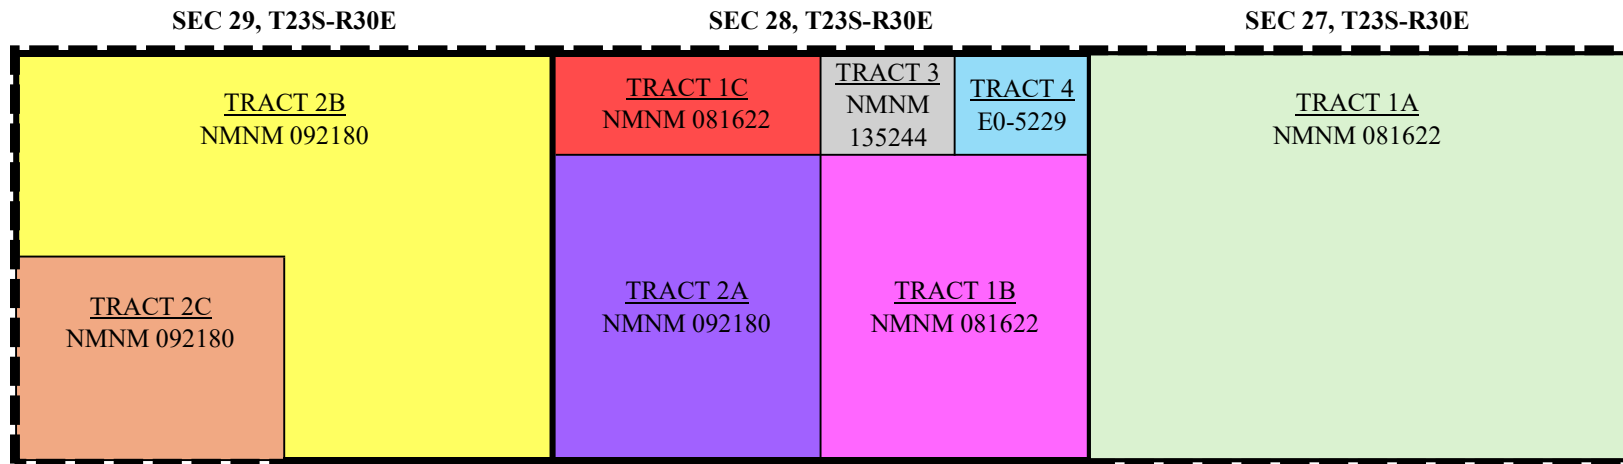 SEC 29, T23S-R30E
SEC 28, T23S-R30E
SEC 27, T23S-R30E
TRACT 2B
NMNM 092180
TRACT 1C
NMNM 081622
TRACT 3
NMNM
135244
TRACT 4
E0-5229
TRACT 1A
NMNM 081622
TRACT 2C
NMNM 092180
TRACT 2A
NMNM 092180
TRACT 1B
NMNM 081622